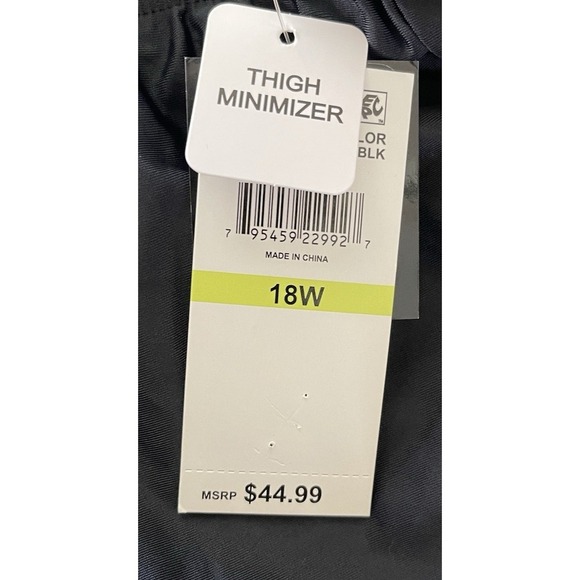 THIGH
MINIMIZER
LOR
BLK
7 95459 22992 7
MADE IN CHINA
18W
MSRP $44.99